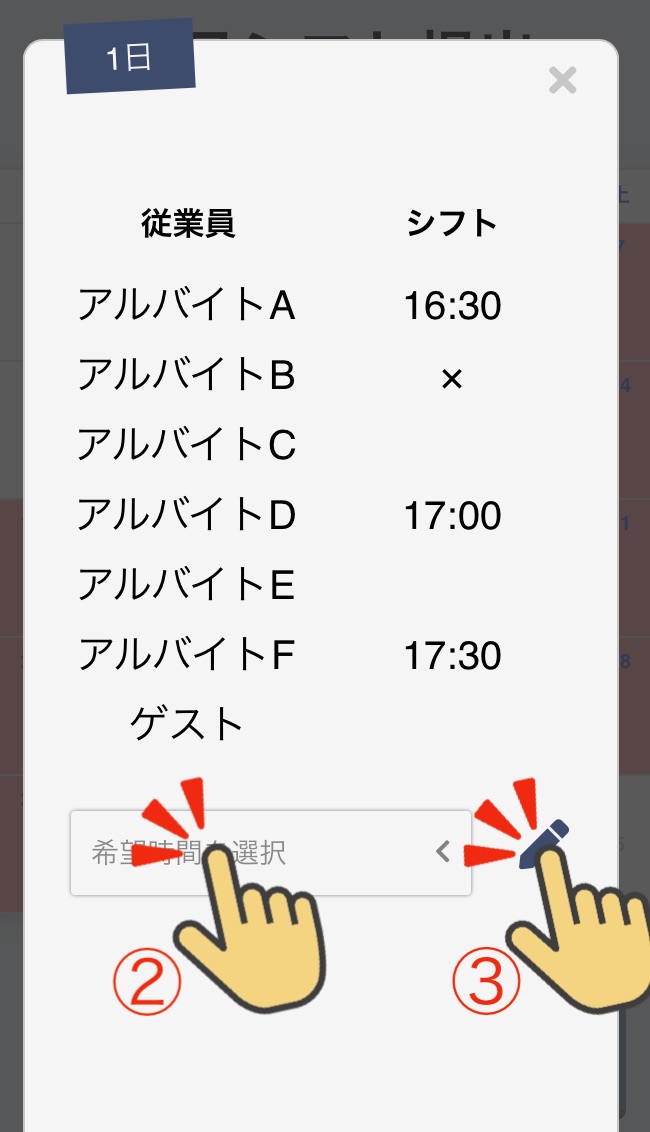 1日
×
従業員 シフト
アルバイトA 16:30
アルバイトB ×
アルバイトC
アルバイトD 17:00
アルバイトE
アルバイトF 17:30
ゲスト
希望時間を選択
② ③